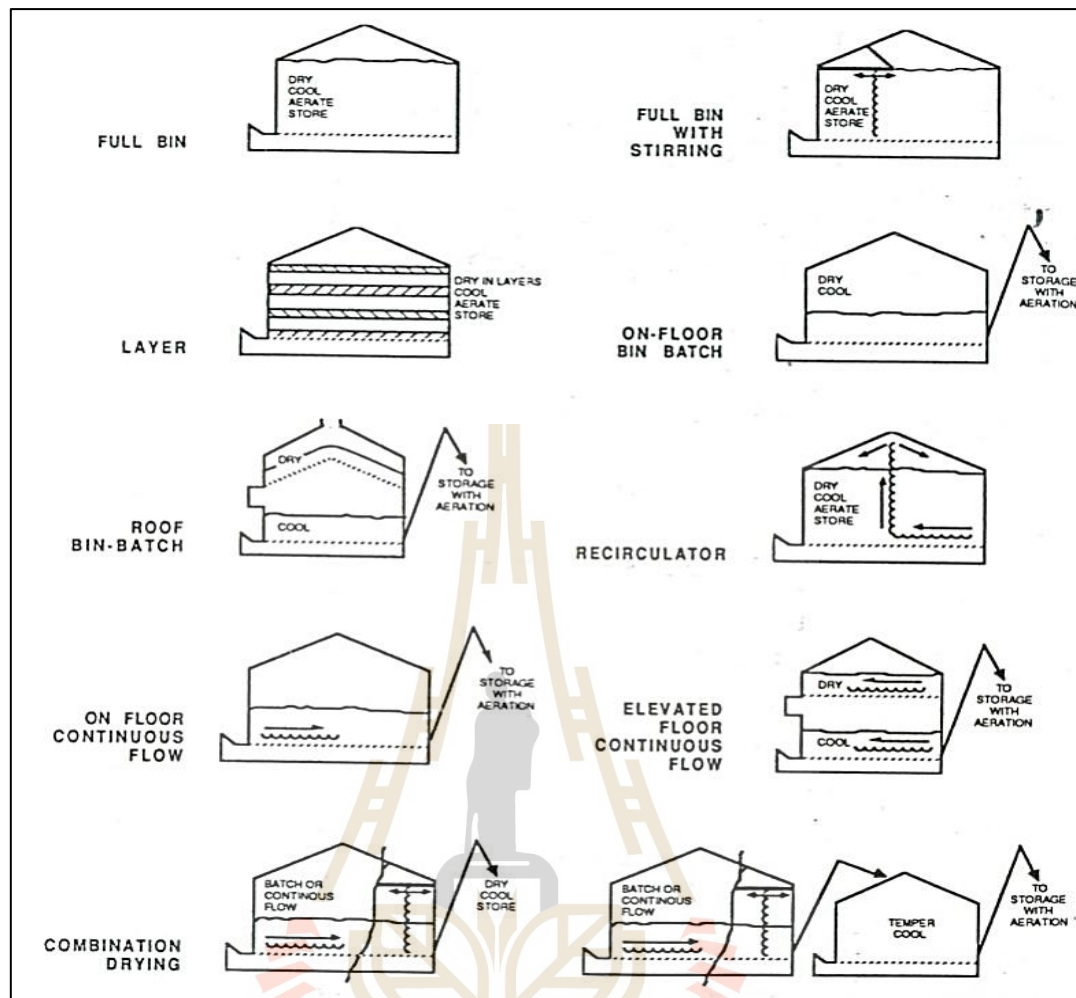 DRY
COOL
AERATE
STORE
FULL BIN
DRY
COOL
AERATE
STORE
FULL BIN
WITH
STIRRING
DRY IN LAYERS
COOL
AERATE
STORE
LAYER
DRY
COOL
TO
STORAGE
WITH
AERATION
ON-FLOOR
BIN BATCH
DRY
COOL
TO
STORAGE
WITH
AERATION
ROOF
BIN-BATCH
DRY
COOL
AERATE
STORE
RECIRCULATOR
TO
STORAGE
WITH
AERATION
ON FLOOR
CONTINUOUS
FLOW
DRY
COOL
TO
STORAGE
WITH
AERATION
ELEVATED
FLOOR
CONTINUOUS
FLOW
BATCH OR
CONTINOUS
FLOW
DRY
COOL
STORE
COMBINATION
DRYING
BATCH OR
CONTINOUS
FLOW
TEMPER
COOL
TO
STORAGE
WITH
AERATION